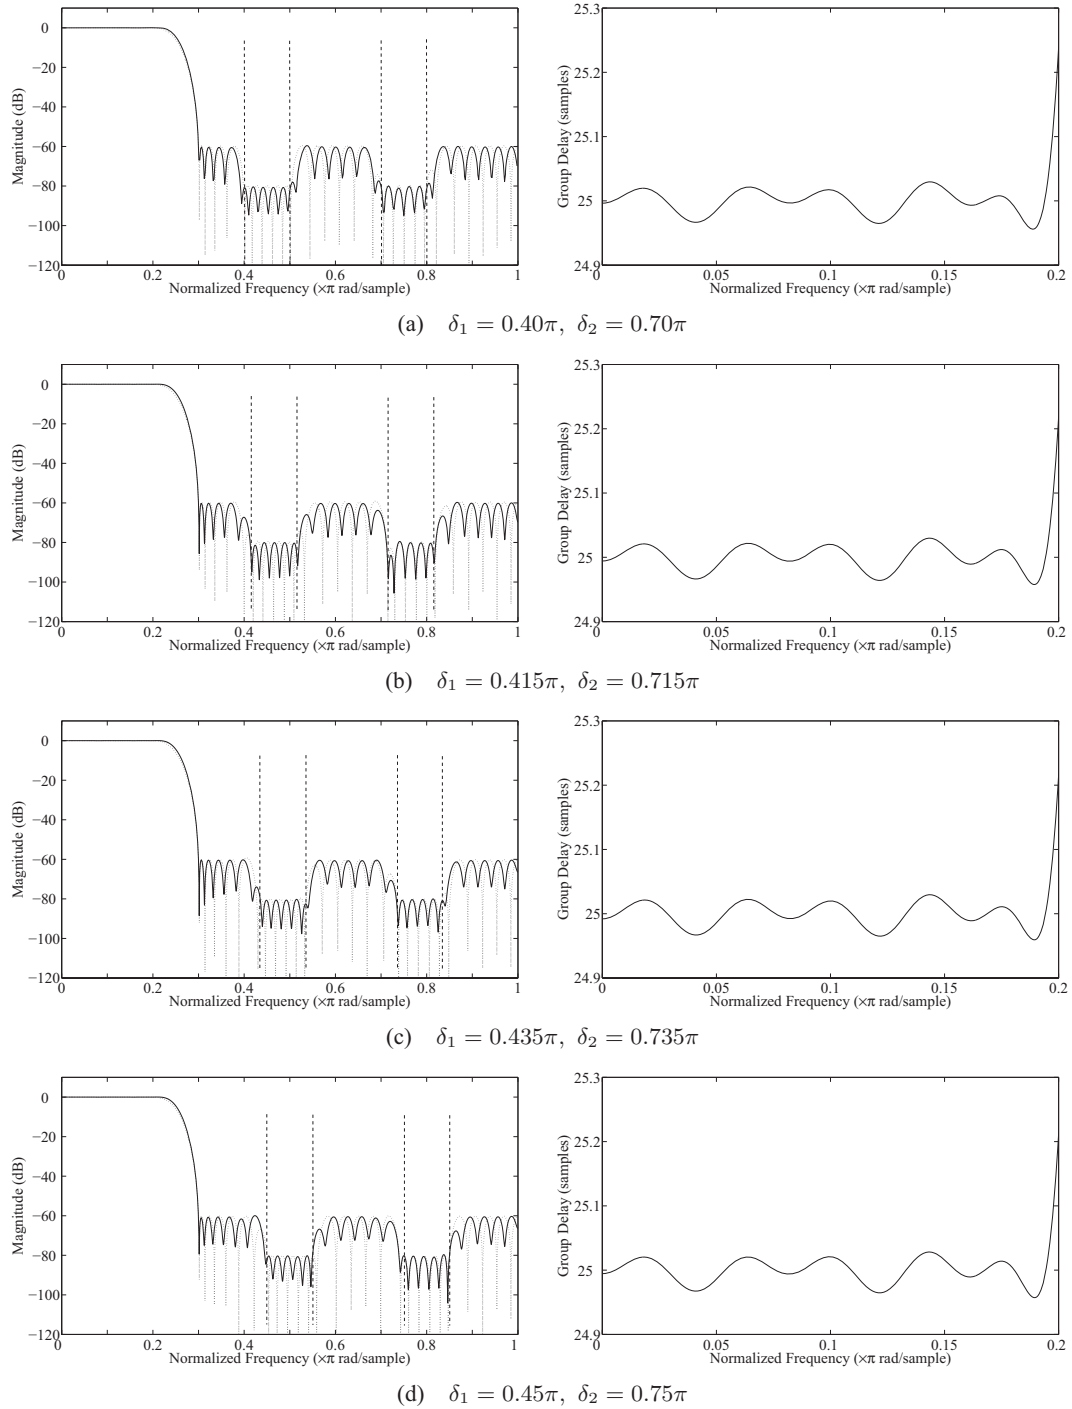 0
−20
−40
−60
−80
−100
−120
Magnitude (dB)
0 0.2 0.4 0.6 0.8 1
Normalized Frequency (×π rad/sample)
25.3
25.2
25.1
25
24.9
Group Delay (samples)
0 0.05 0.1 0.15 0.2
Normalized Frequency (×π rad/sample)
(a) δ₁ = 0.40π, δ₂ = 0.70π
0
−20
−40
−60
−80
−100
−120
Magnitude (dB)
0 0.2 0.4 0.6 0.8 1
Normalized Frequency (×π rad/sample)
25.3
25.2
25.1
25
24.9
Group Delay (samples)
0 0.05 0.1 0.15 0.2
Normalized Frequency (×π rad/sample)
(b) δ₁ = 0.415π, δ₂ = 0.715π
0
−20
−40
−60
−80
−100
−120
Magnitude (dB)
0 0.2 0.4 0.6 0.8 1
Normalized Frequency (×π rad/sample)
25.3
25.2
25.1
25
24.9
Group Delay (samples)
0 0.05 0.1 0.15 0.2
Normalized Frequency (×π rad/sample)
(c) δ₁ = 0.435π, δ₂ = 0.735π
0
−20
−40
−60
−80
−100
−120
Magnitude (dB)
0 0.2 0.4 0.6 0.8 1
Normalized Frequency (×π rad/sample)
25.3
25.2
25.1
25
24.9
Group Delay (samples)
0 0.05 0.1 0.15 0.2
Normalized Frequency (×π rad/sample)
(d) δ₁ = 0.45π, δ₂ = 0.75π